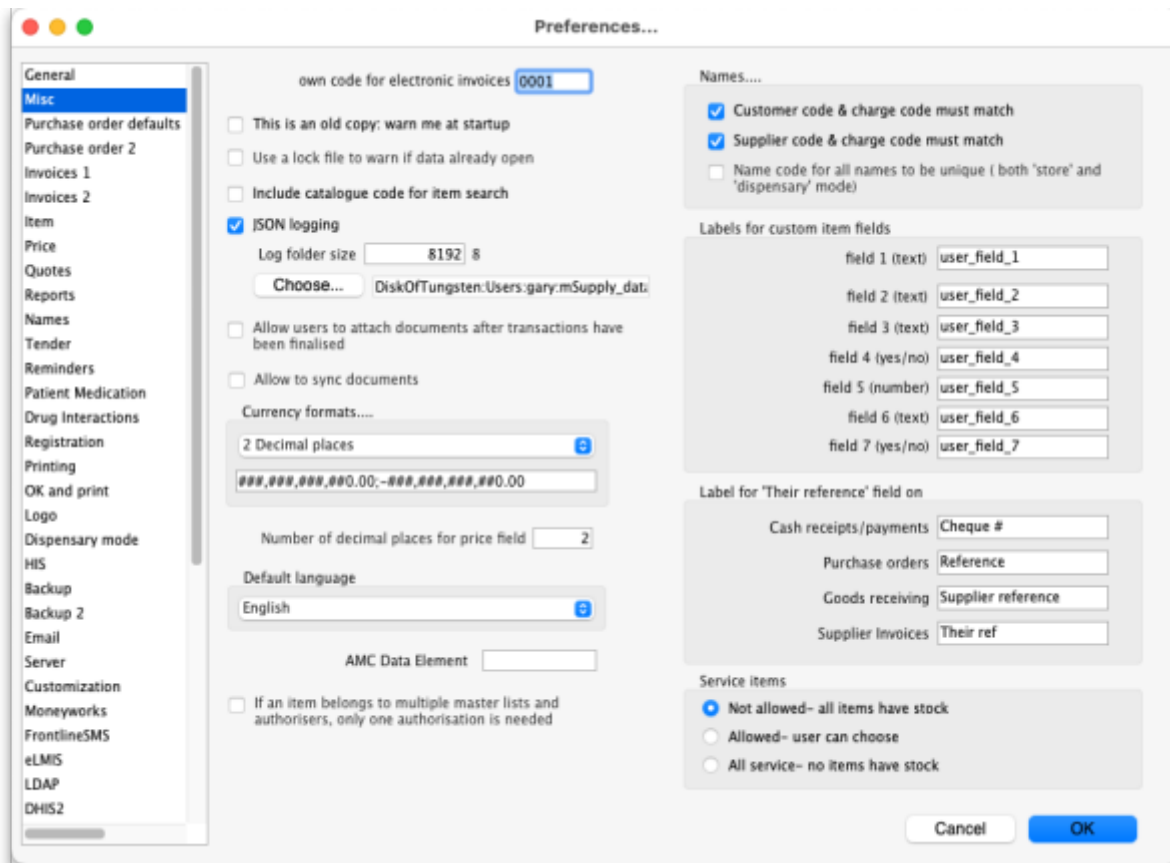 Preferences...
General
Misc
Purchase order defaults
Purchase order 2
Invoices 1
Invoices 2
Item
Price
Quotes
Reports
Names
Tender
Reminders
Patient Medication
Drug Interactions
Registration
Printing
OK and print
Logo
Dispensary mode
HIS
Backup
Backup 2
Email
Server
Customization
Moneyworks
FrontlineSMS
eLMIS
LDAP
DHIS2
own code for electronic invoices 0001
This is an old copy: warn me at startup
Use a lock file to warn if data already open
Include catalogue code for item search
JSON logging
Log folder size 8192 8
Choose... DiskOfTungsten:Users:gary:mSupply_data
Allow users to attach documents after transactions have
been finalised
Allow to sync documents
Currency formats....
2 Decimal places
###,###,###,##0.00;-###,###,###,##0.00
Number of decimal places for price field 2
Default language
English
AMC Data Element
If an item belongs to multiple master lists and
authorisers, only one authorisation is needed
Names....
Customer code & charge code must match
Supplier code & charge code must match
Name code for all names to be unique ( both 'store' and
'dispensary' mode)
Labels for custom item fields
field 1 (text) user_field_1
field 2 (text) user_field_2
field 3 (text) user_field_3
field 4 (yes/no) user_field_4
field 5 (number) user_field_5
field 6 (text) user_field_6
field 7 (yes/no) user_field_7
Label for 'Their reference' field on
Cash receipts/payments Cheque #
Purchase orders Reference
Goods receiving Supplier reference
Supplier Invoices Their ref
Service items
Not allowed- all items have stock
Allowed- user can choose
All service- no items have stock
Cancel OK